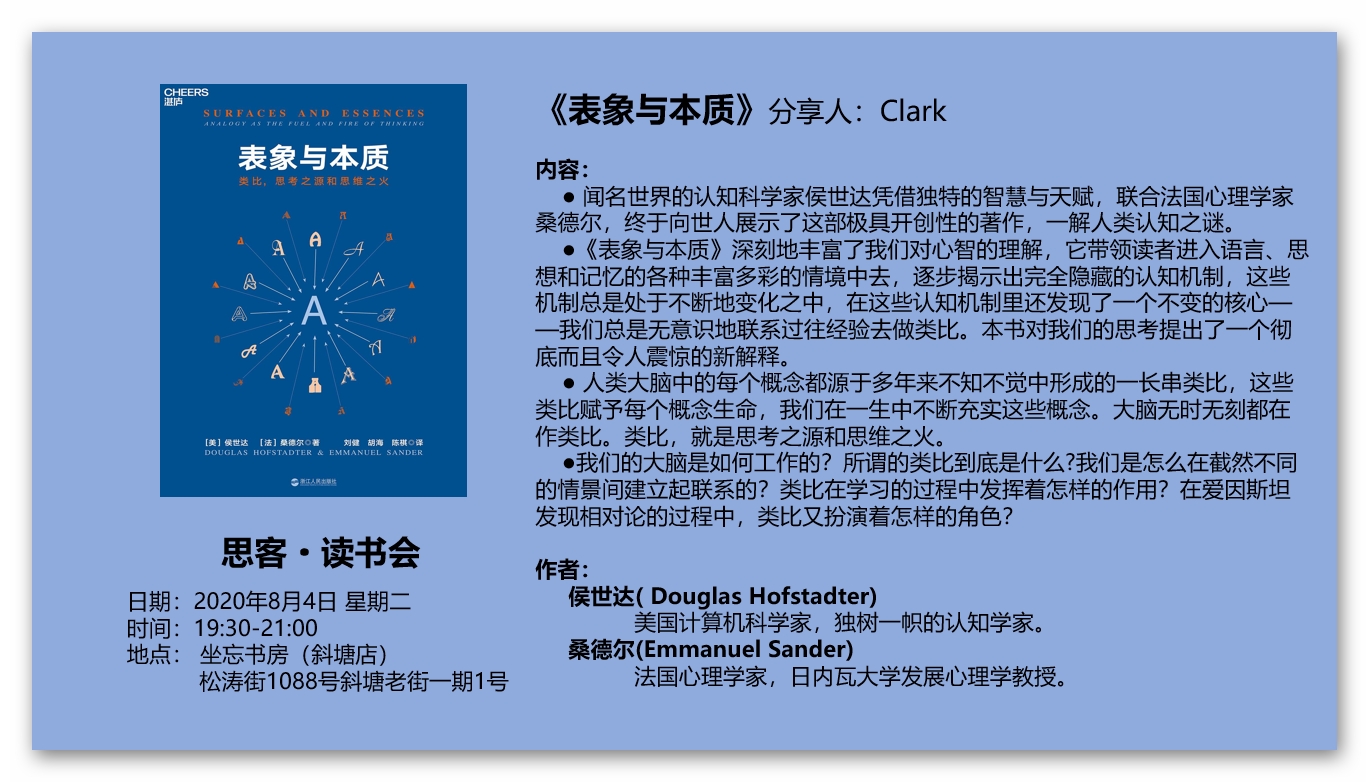 CHEERS
湛庐
SURFACES AND ESSENCES
ANALOGY AS THE FUEL AND FIRE OF THINKING
表象与本质
类比，思考之源和思维之火
A
[美] 侯世达 [法] 桑德尔◎著 刘健 胡海 陈祺◎译
DOUGLAS HOFSTADTER & EMMANUEL SANDER
浙江人民出版社
思客·读书会
日期：2020年8月4日 星期二
时间：19:30-21:00
地点： 坐忘书房（斜塘店）
松涛街1088号斜塘老街一期1号
《表象与本质》分享人：Clark
内容：
● 闻名世界的认知科学家侯世达凭借独特的智慧与天赋，联合法国心理学家
桑德尔，终于向世人展示了这部极具开创性的著作，一解人类认知之谜。
●《表象与本质》深刻地丰富了我们对心智的理解，它带领读者进入语言、思
想和记忆的各种丰富多彩的情境中去，逐步揭示出完全隐藏的认知机制，这些
机制总是处于不断地变化之中，在这些认知机制里还发现了一个不变的核心—
—我们总是无意识地联系过往经验去做类比。本书对我们的思考提出了一个彻
底而且令人震惊的新解释。
● 人类大脑中的每个概念都源于多年来不知不觉中形成的一长串类比，这些
类比赋予每个概念生命，我们在一生中不断充实这些概念。大脑无时无刻都在
作类比。类比，就是思考之源和思维之火。
●我们的大脑是如何工作的？所谓的类比到底是什么?我们是怎么在截然不同
的情景间建立起联系的？类比在学习的过程中发挥着怎样的作用？在爱因斯坦
发现相对论的过程中，类比又扮演着怎样的角色？
作者：
侯世达( Douglas Hofstadter)
美国计算机科学家，独树一帜的认知学家。
桑德尔(Emmanuel Sander)
法国心理学家，日内瓦大学发展心理学教授。